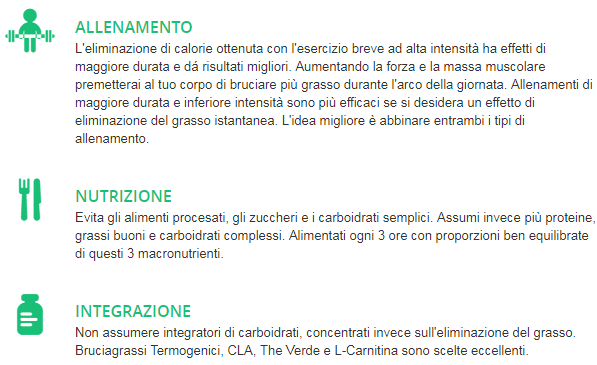 ALLENAMENTO
L'eliminazione di calorie ottenuta con l'esercizio breve ad alta intensità ha effetti di
maggiore durata e dá risultati migliori. Aumentando la forza e la massa muscolare
premetterai al tuo corpo di bruciare più grasso durante l'arco della giornata. Allenamenti di
maggiore durata e inferiore intensità sono più efficaci se si desidera un effetto di
eliminazione del grasso istantanea. L'idea migliore è abbinare entrambi i tipi di
allenamento.
NUTRIZIONE
Evita gli alimenti procesati, gli zuccheri e i carboidrati semplici. Assumi invece più proteine,
grassi buoni e carboidrati complessi. Alimentati ogni 3 ore con proporzioni ben equilibrate
di questi 3 macronutrienti.
INTEGRAZIONE
Non assumere integratori di carboidrati, concentrati invece sull'eliminazione del grasso.
Bruciagrassi Termogenici, CLA, The Verde e L-Carnitina sono scelte eccellenti.